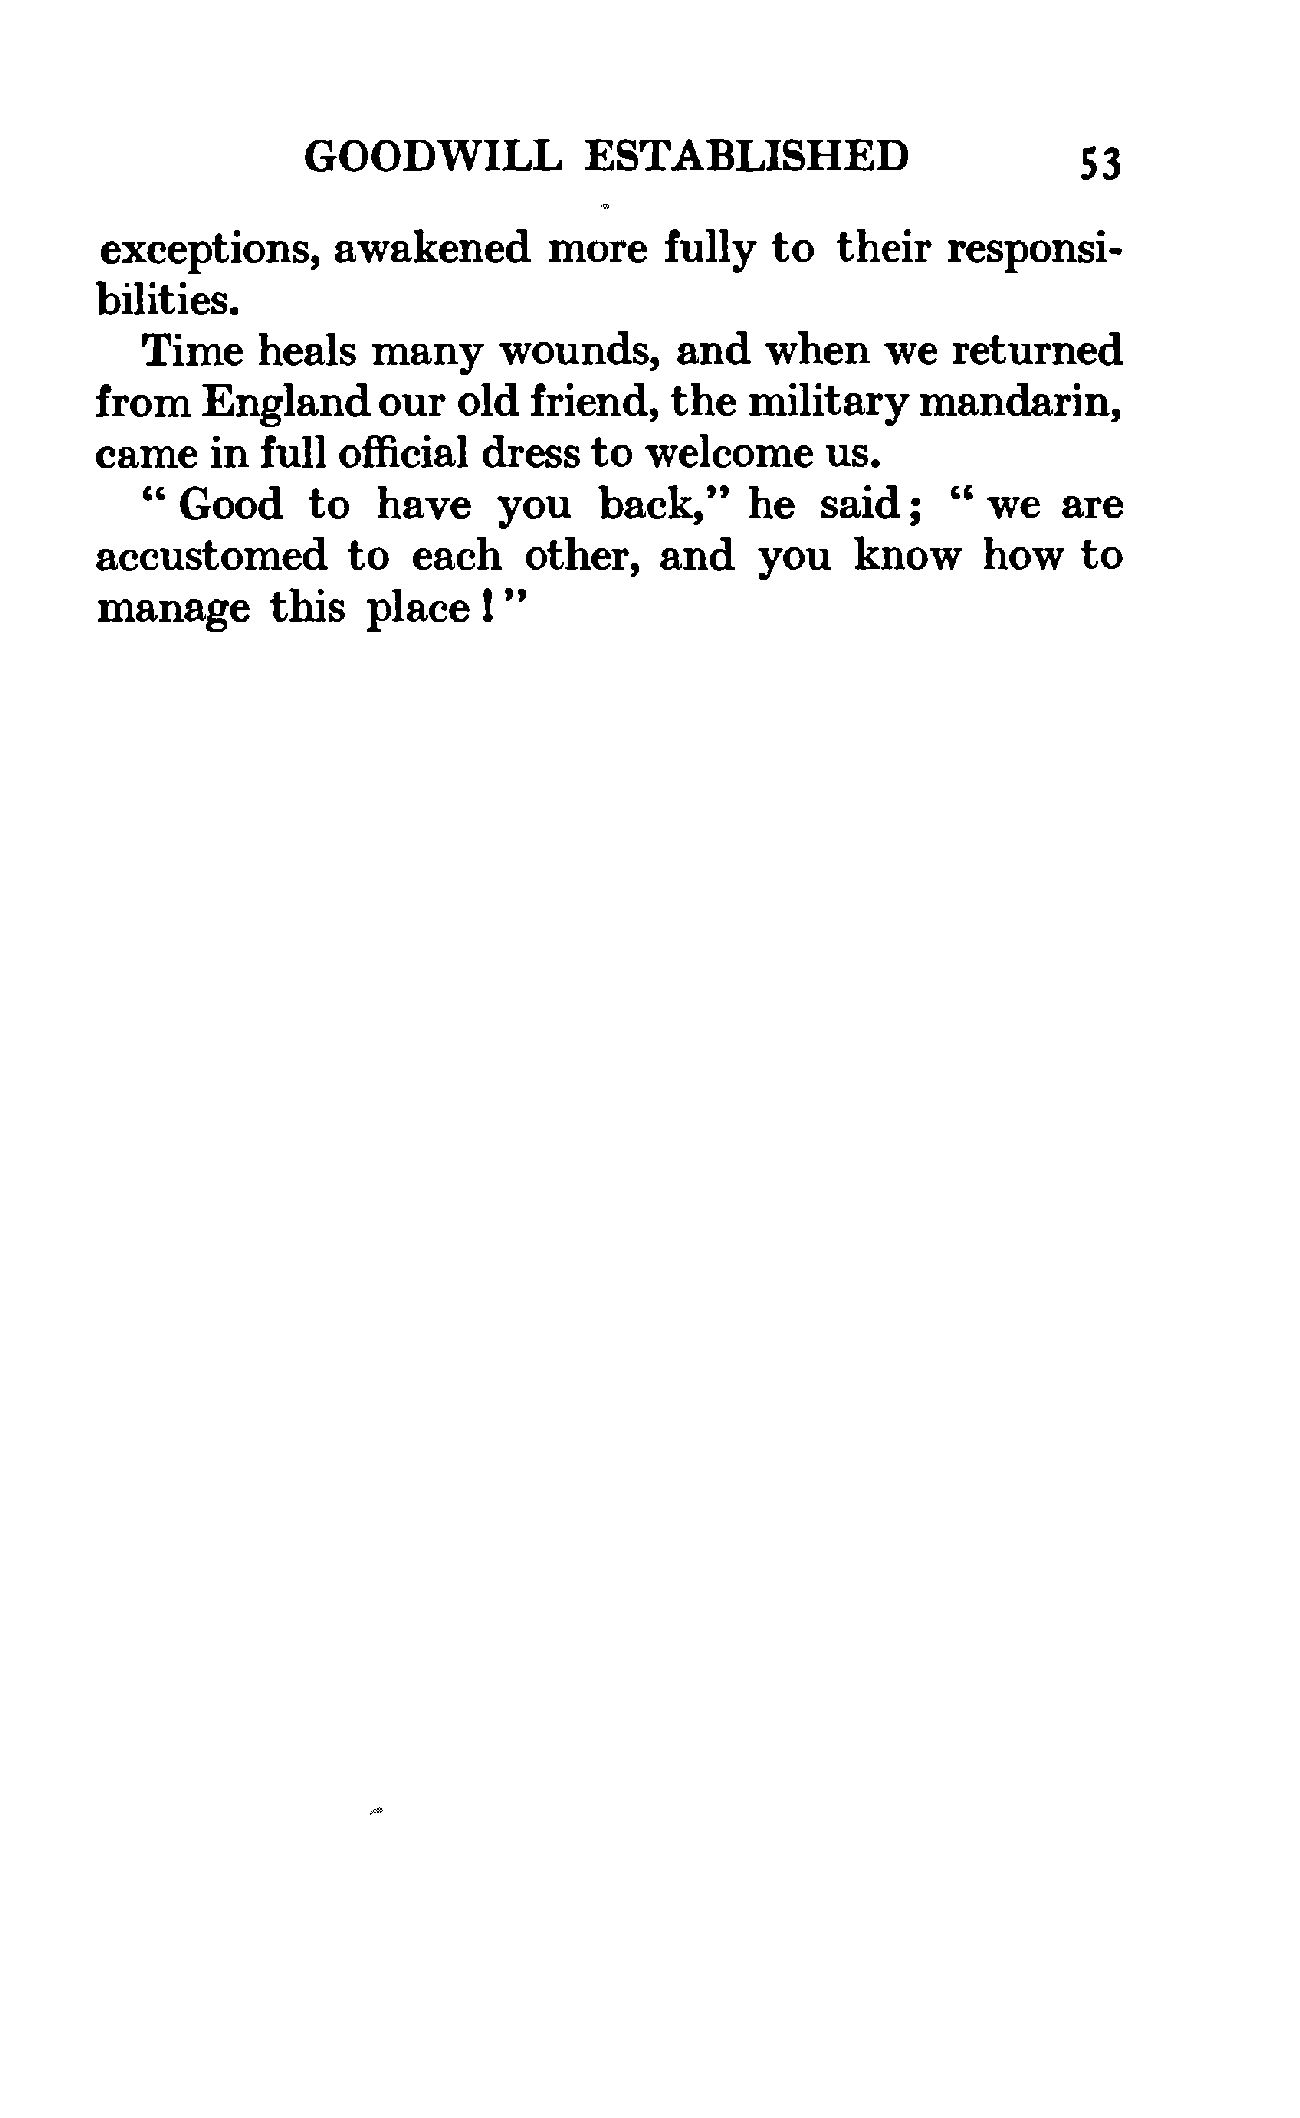 GOODWILL ESTABLISHED 53
exceptions, awakened more fully to their responsi-
bilities.
Time heals many wounds, and when we returned
from England our old friend, the military mandarin,
came in full official dress to welcome us.
“ Good to have you back,” he said ; “ we are
accustomed to each other, and you know how to
manage this place ! ”